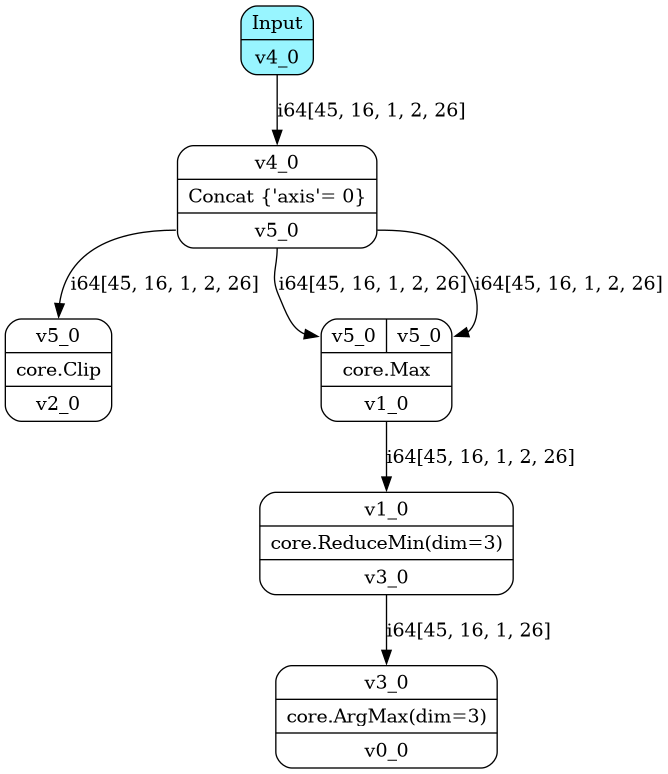 Input
v4_0
i64[45, 16, 1, 2, 26]
v4_0
Concat {'axis'= 0}
v5_0
i64[45, 16, 1, 2, 26]
i64[45, 16, 1, 2, 26]
i64[45, 16, 1, 2, 26]
v5_0
core.Clip
v2_0
v5_0
v5_0
core.Max
v1_0
i64[45, 16, 1, 2, 26]
v1_0
core.ReduceMin(dim=3)
v3_0
i64[45, 16, 1, 26]
v3_0
core.ArgMax(dim=3)
v0_0